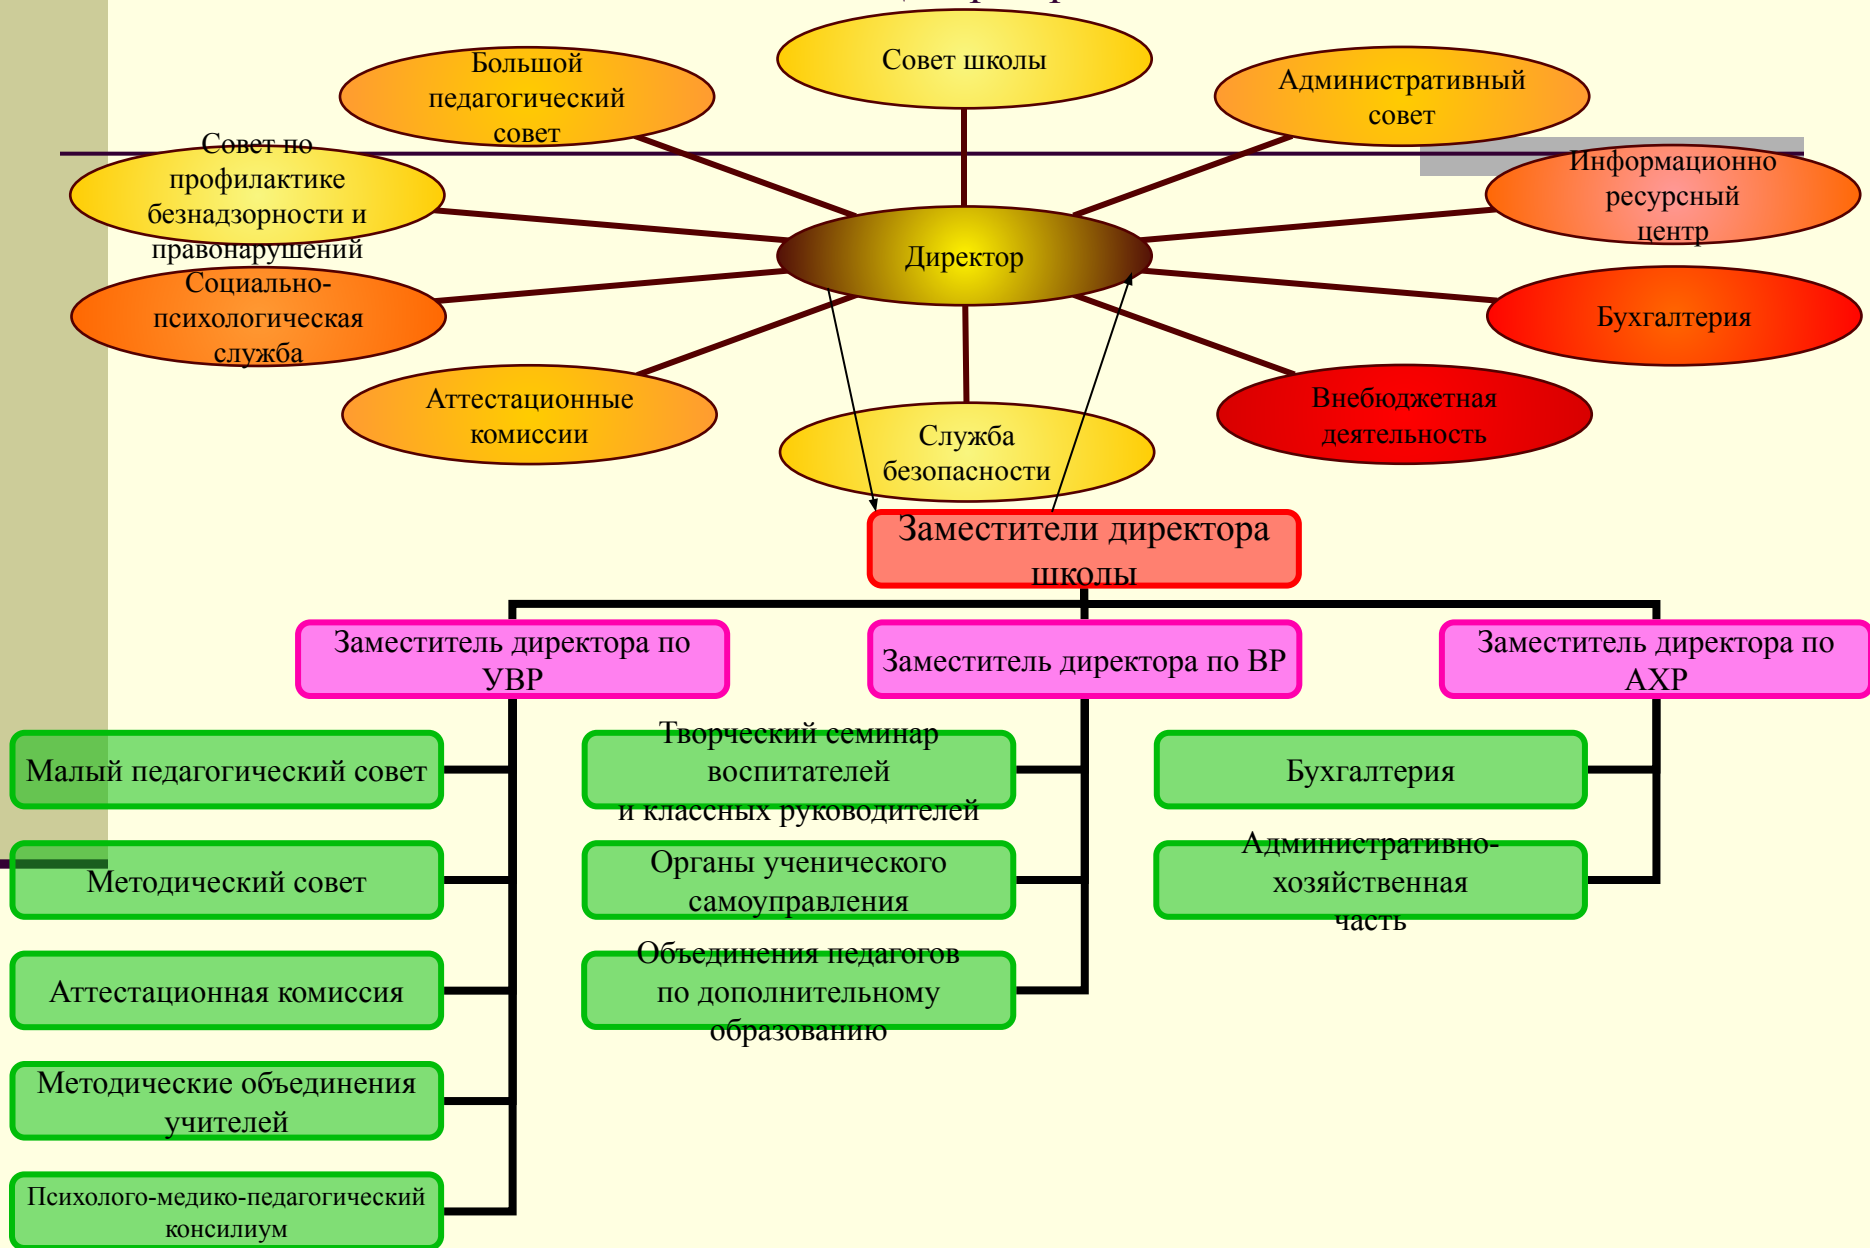 Совет школы
Большой
педагогический
совет
Административный
совет
Совет по
профилактике
безнадзорности и
правонарушений
Информационно
ресурсный
центр
Директор
Социально-
психологическая
служба
Бухгалтерия
Аттестационные
комиссии
Внебюджетная
деятельность
Служба
безопасности
Заместители директора
школы
Заместитель директора по
УВР
Заместитель директора по ВР
Заместитель директора по
АХР
Малый педагогический совет
Методический совет
Аттестационная комиссия
Методические объединения
учителей
Психолого-медико-педагогический
консилиум
Творческий семинар
воспитателей
и классных руководителей
Органы ученического
самоуправления
Объединения педагогов
по дополнительному
образованию
Бухгалтерия
Административно-
хозяйственная
часть